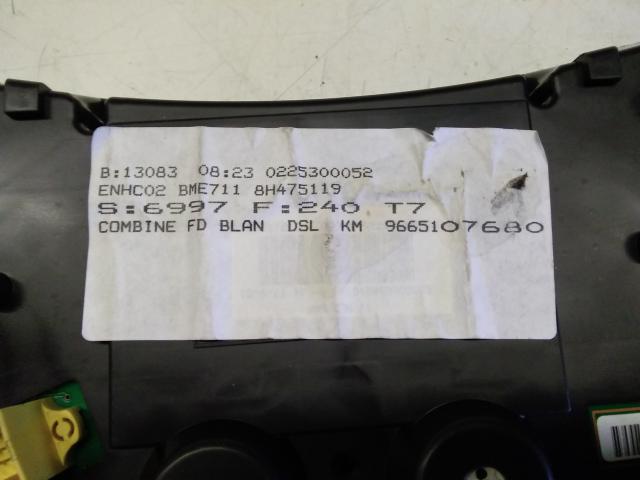 B:13083 08:23 0225300052
ENHC02 BME711 8H475119
S:6997 F:240 T7
COMBINE FD BLAN DSL KM 9665107680